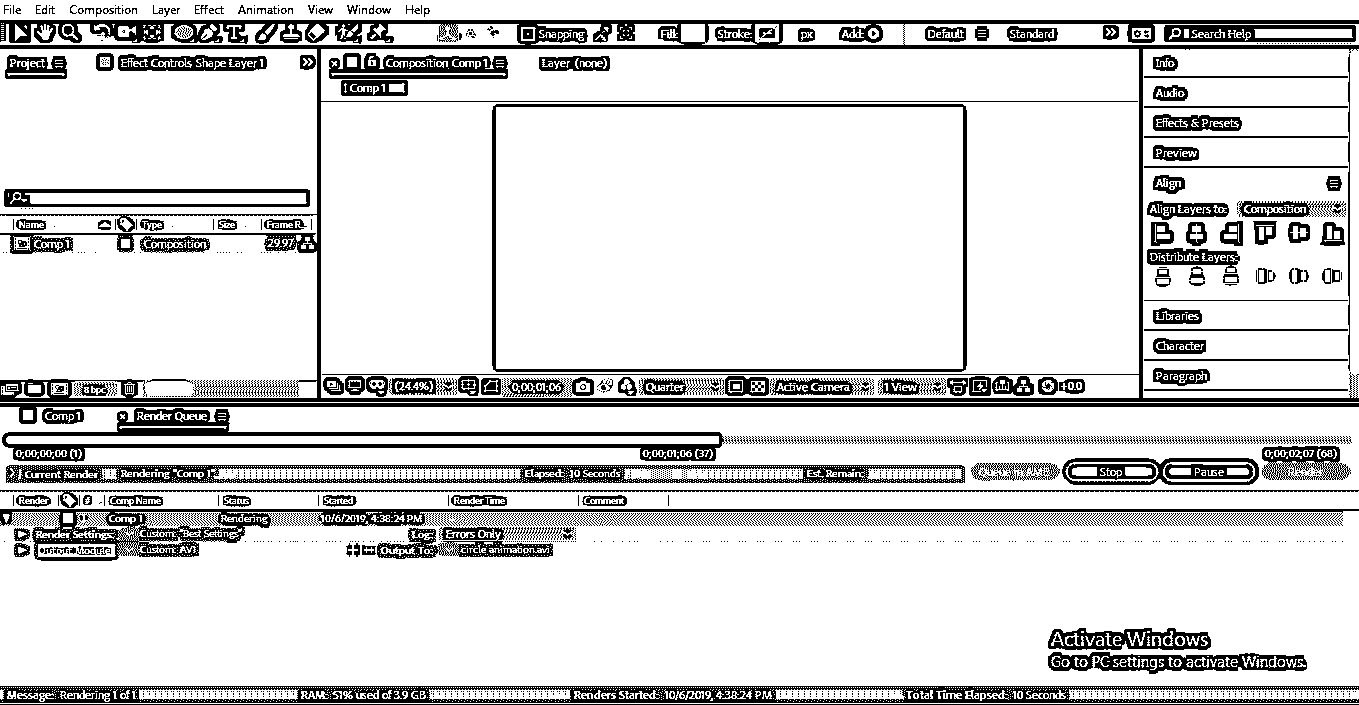 File Edit Composition Layer Effect Animation View Window Help
Snapping Fill: Stroke: px Add: Default Standard Search Help
Project Effect Controls Shape Layer 1 Composition Comp 1 Layer (none) Info
Comp 1
Audio
Effects & Presets
Preview
Align
Align Layers to: Composition
Distribute Layers:
Libraries
Character
Paragraph
Name Type Size Frame R..
Comp 1 Composition 29.97
8 bpc (24.4%) 0;00;01;06 Quarter Active Camera 1 View +0.0
Comp 1 Render Queue
0;00;00;00 (1) 0;00;01;06 (37) 0;00;02;07 (68)
Current Render Rendering "Comp 1" Elapsed: 10 Seconds Est. Remain: Stop Pause
Render # Comp Name Status Started Render Time Comment
Comp 1 Rendering 10/6/2019, 4:38:24 PM
Render Settings: Custom: "Best Settings" Log: Errors Only
Output Module Custom: AVI Output To: circle animation.avi
Activate Windows
Go to PC settings to activate Windows.
Message: Rendering 1 of 1 RAM: 51% used of 3.9 GB Renders Started: 10/6/2019, 4:38:24 PM Total Time Elapsed: 10 Seconds